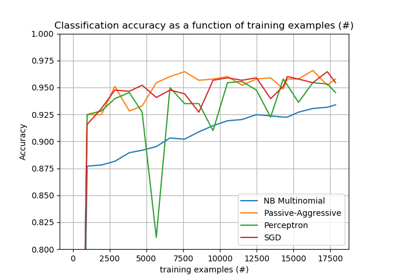 Classification accuracy as a function of training examples (#)
1.000
0.975
0.950
0.925
0.900
0.875
0.850
0.825
0.800
Accuracy
NB Multinomial
Passive-Aggressive
Perceptron
SGD
0 2500 5000 7500 10000 12500 15000 17500
training examples (#)